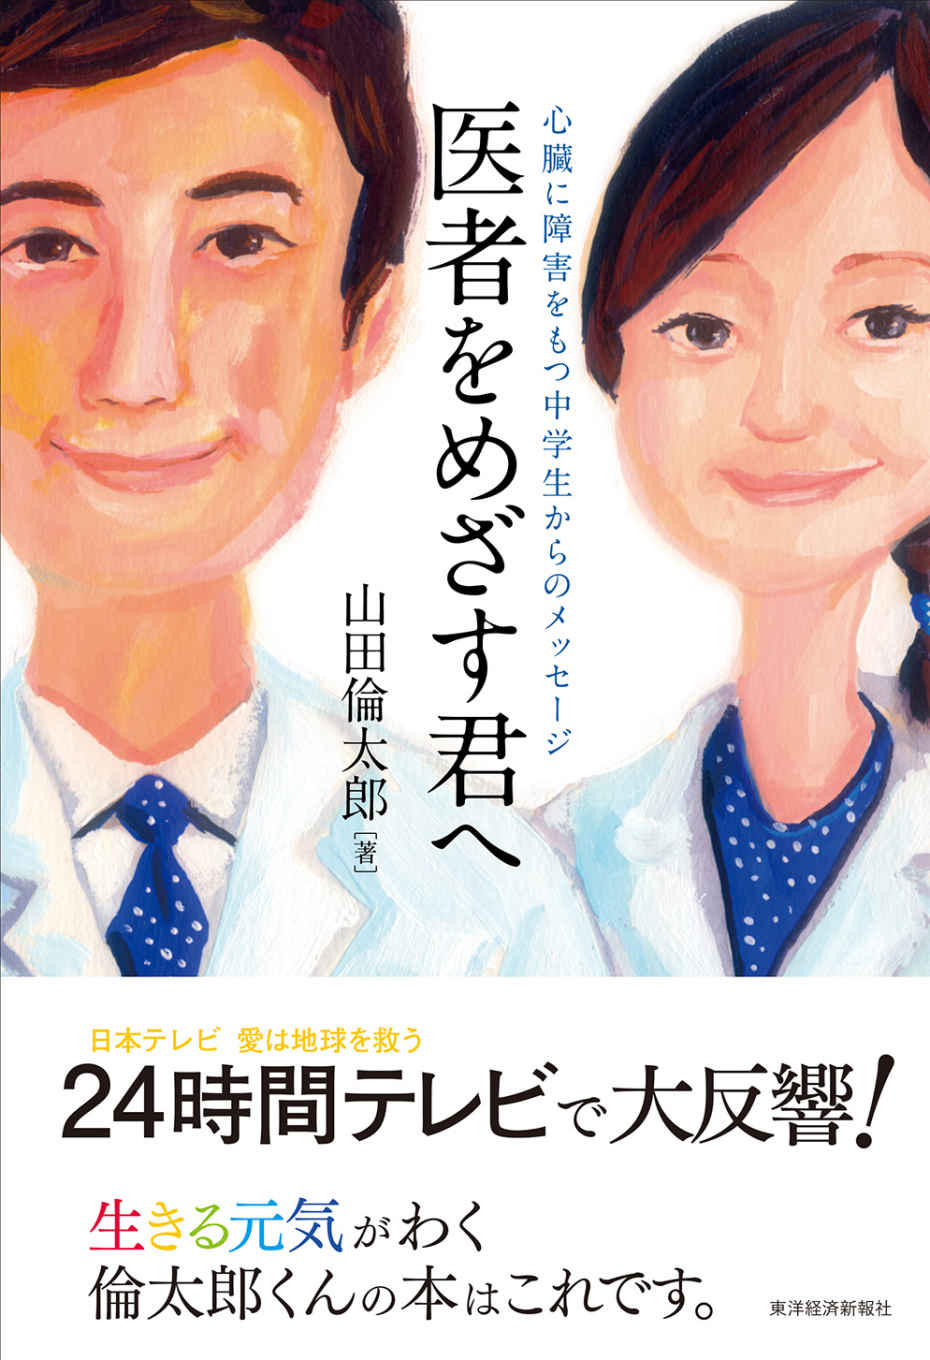 心臓に障害をもつ中学生からのメッセージ
医者をめざす君へ
山田倫太郎[著]
日本テレビ 愛は地球を救う
24時間テレビで大反響!
生きる元気がわく
倫太郎くんの本はこれです。
東洋経済新報社